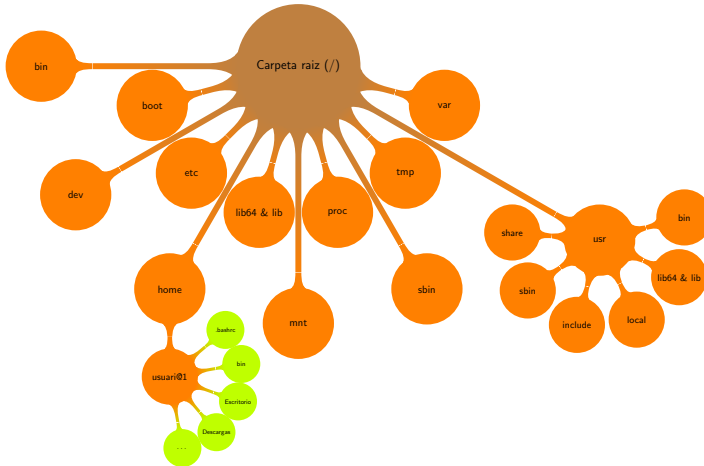 Carpeta raiz (/)
bin
boot
var
dev
etc
tmp
lib64 & lib
proc
share
usr
bin
home
mnt
sbin
sbin
include
local
lib64 & lib
.bashrc
usuari@1
bin
Escritorio
Descargas
...